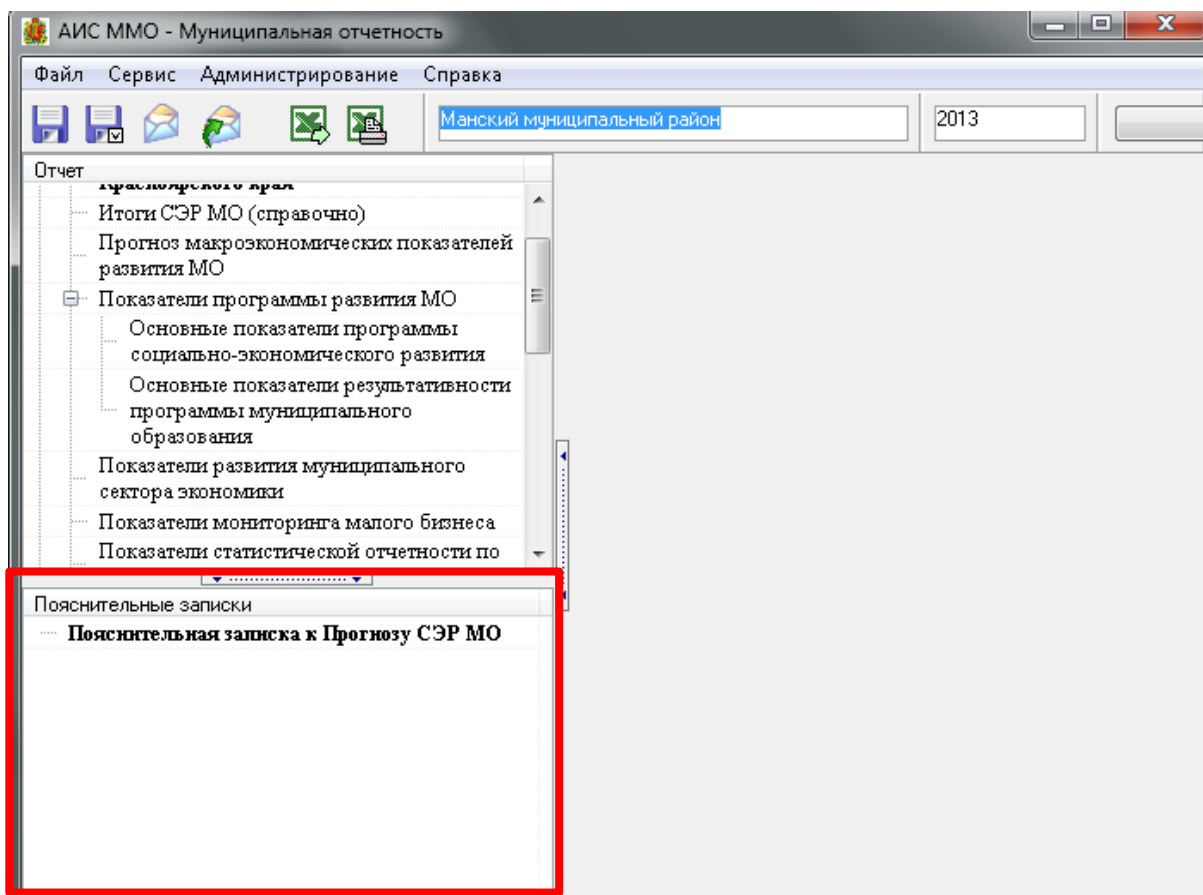 АИС ММО - Муниципальная отчетность
Файл Сервис Администрирование Справка
Манский муниципальный район 2013
Отчет
Красноярского края
Итоги СЭР МО (справочно)
Прогноз макроэкономических показателей
развития МО
Показатели программы развития МО
Основные показатели программы
социально-экономического развития
Основные показатели результативности
программы муниципального
образования
Показатели развития муниципального
сектора экономики
Показатели мониторинга малого бизнеса
Показатели статистической отчетности по
Пояснительные записки
Пояснительная записка к Прогнозу СЭР МО